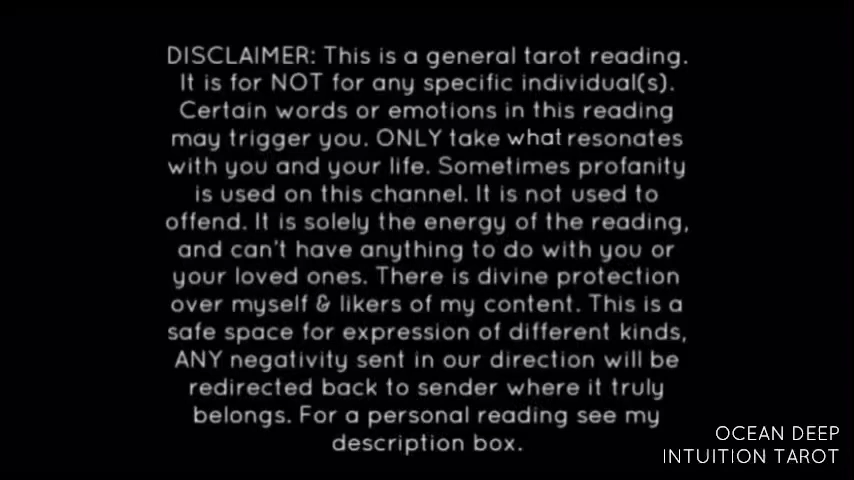 DISCLAIMER: This is a general tarot reading.
It is for NOT for any specific individual(s).
Certain words or emotions in this reading
may trigger you. ONLY take what resonates
with you and your life. Sometimes profanity
is used on this channel. It is not used to
offend. It is solely the energy of the reading,
and can't have anything to do with you or
your loved ones. There is divine protection
over myself & likers of my content. This is a
safe space for expression of different kinds,
ANY negativity sent in our direction will be
redirected back to sender where it truly
belongs. For a personal reading see my
description box.
OCEAN DEEP
INTUITION TAROT